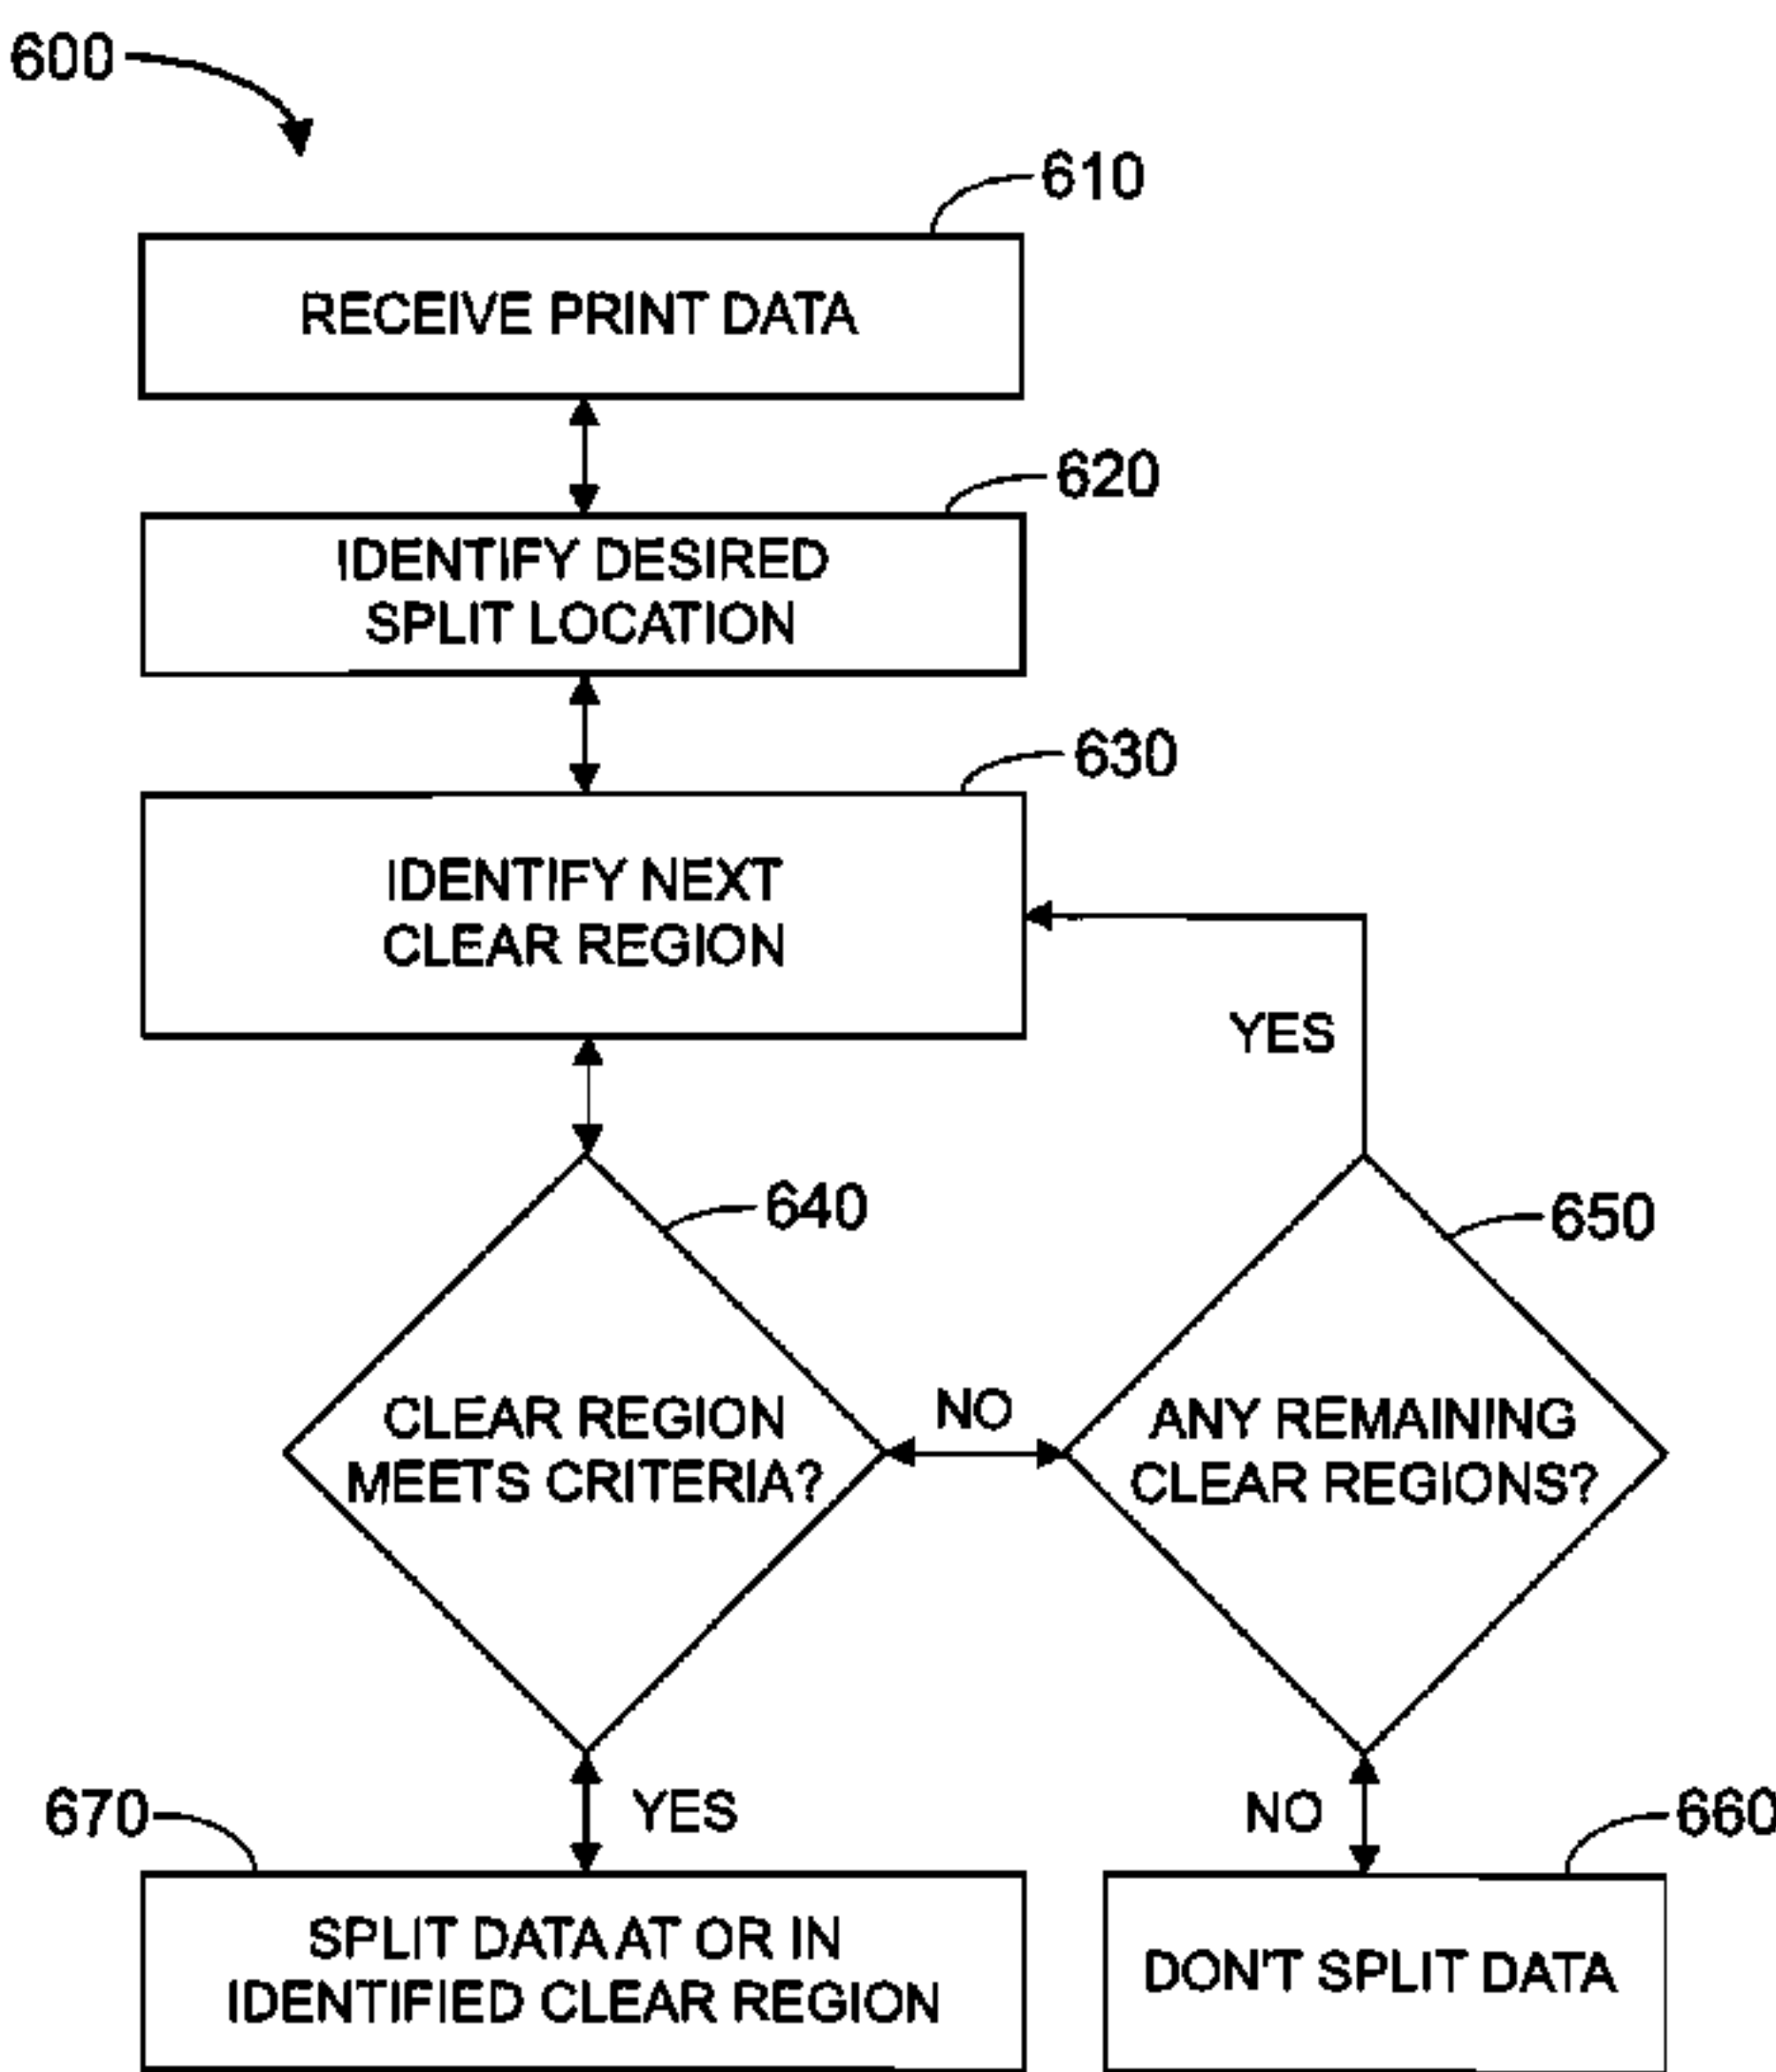 600
610
RECEIVE PRINT DATA
620
IDENTIFY DESIRED
SPLIT LOCATION
630
IDENTIFY NEXT
CLEAR REGION
YES
640
650
CLEAR REGION
MEETS CRITERIA?
NO
ANY REMAINING
CLEAR REGIONS?
670
YES
NO
660
SPLIT DATA AT OR IN
IDENTIFIED CLEAR REGION
DON'T SPLIT DATA